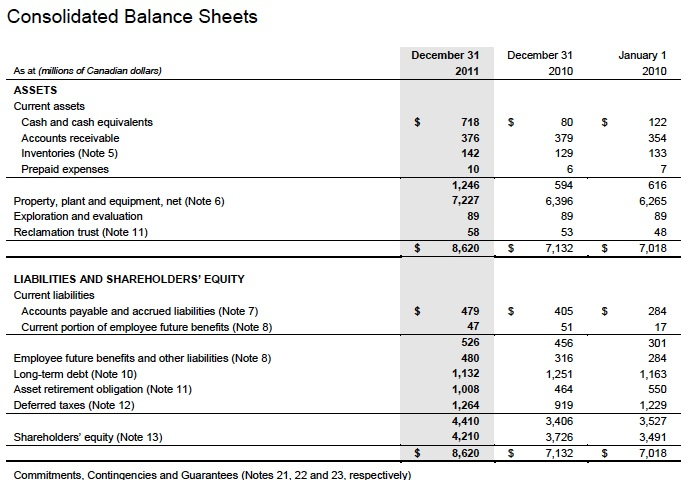 Consolidated Balance Sheets
December 31 December 31 January 1
As at (millions of Canadian dollars) 2011 2010 2010
ASSETS
Current assets
Cash and cash equivalents $ 718 $ 80 $ 122
Accounts receivable 376 379 354
Inventories (Note 5) 142 129 133
Prepaid expenses 10 6 7
1,246 594 616
Property, plant and equipment, net (Note 6) 7,227 6,396 6,265
Exploration and evaluation 89 89 89
Reclamation trust (Note 11) 58 53 48
$ 8,620 $ 7,132 $ 7,018
LIABILITIES AND SHAREHOLDERS' EQUITY
Current liabilities
Accounts payable and accrued liabilities (Note 7) $ 479 $ 405 $ 284
Current portion of employee future benefits (Note 8) 47 51 17
526 456 301
Employee future benefits and other liabilities (Note 8) 480 316 284
Long-term debt (Note 10) 1,132 1,251 1,163
Asset retirement obligation (Note 11) 1,008 464 550
Deferred taxes (Note 12) 1,264 919 1,229
4,410 3,406 3,527
Shareholders' equity (Note 13) 4,210 3,726 3,491
$ 8,620 $ 7,132 $ 7,018
Commitments, Contingencies and Guarantees (Notes 21, 22 and 23, respectively)